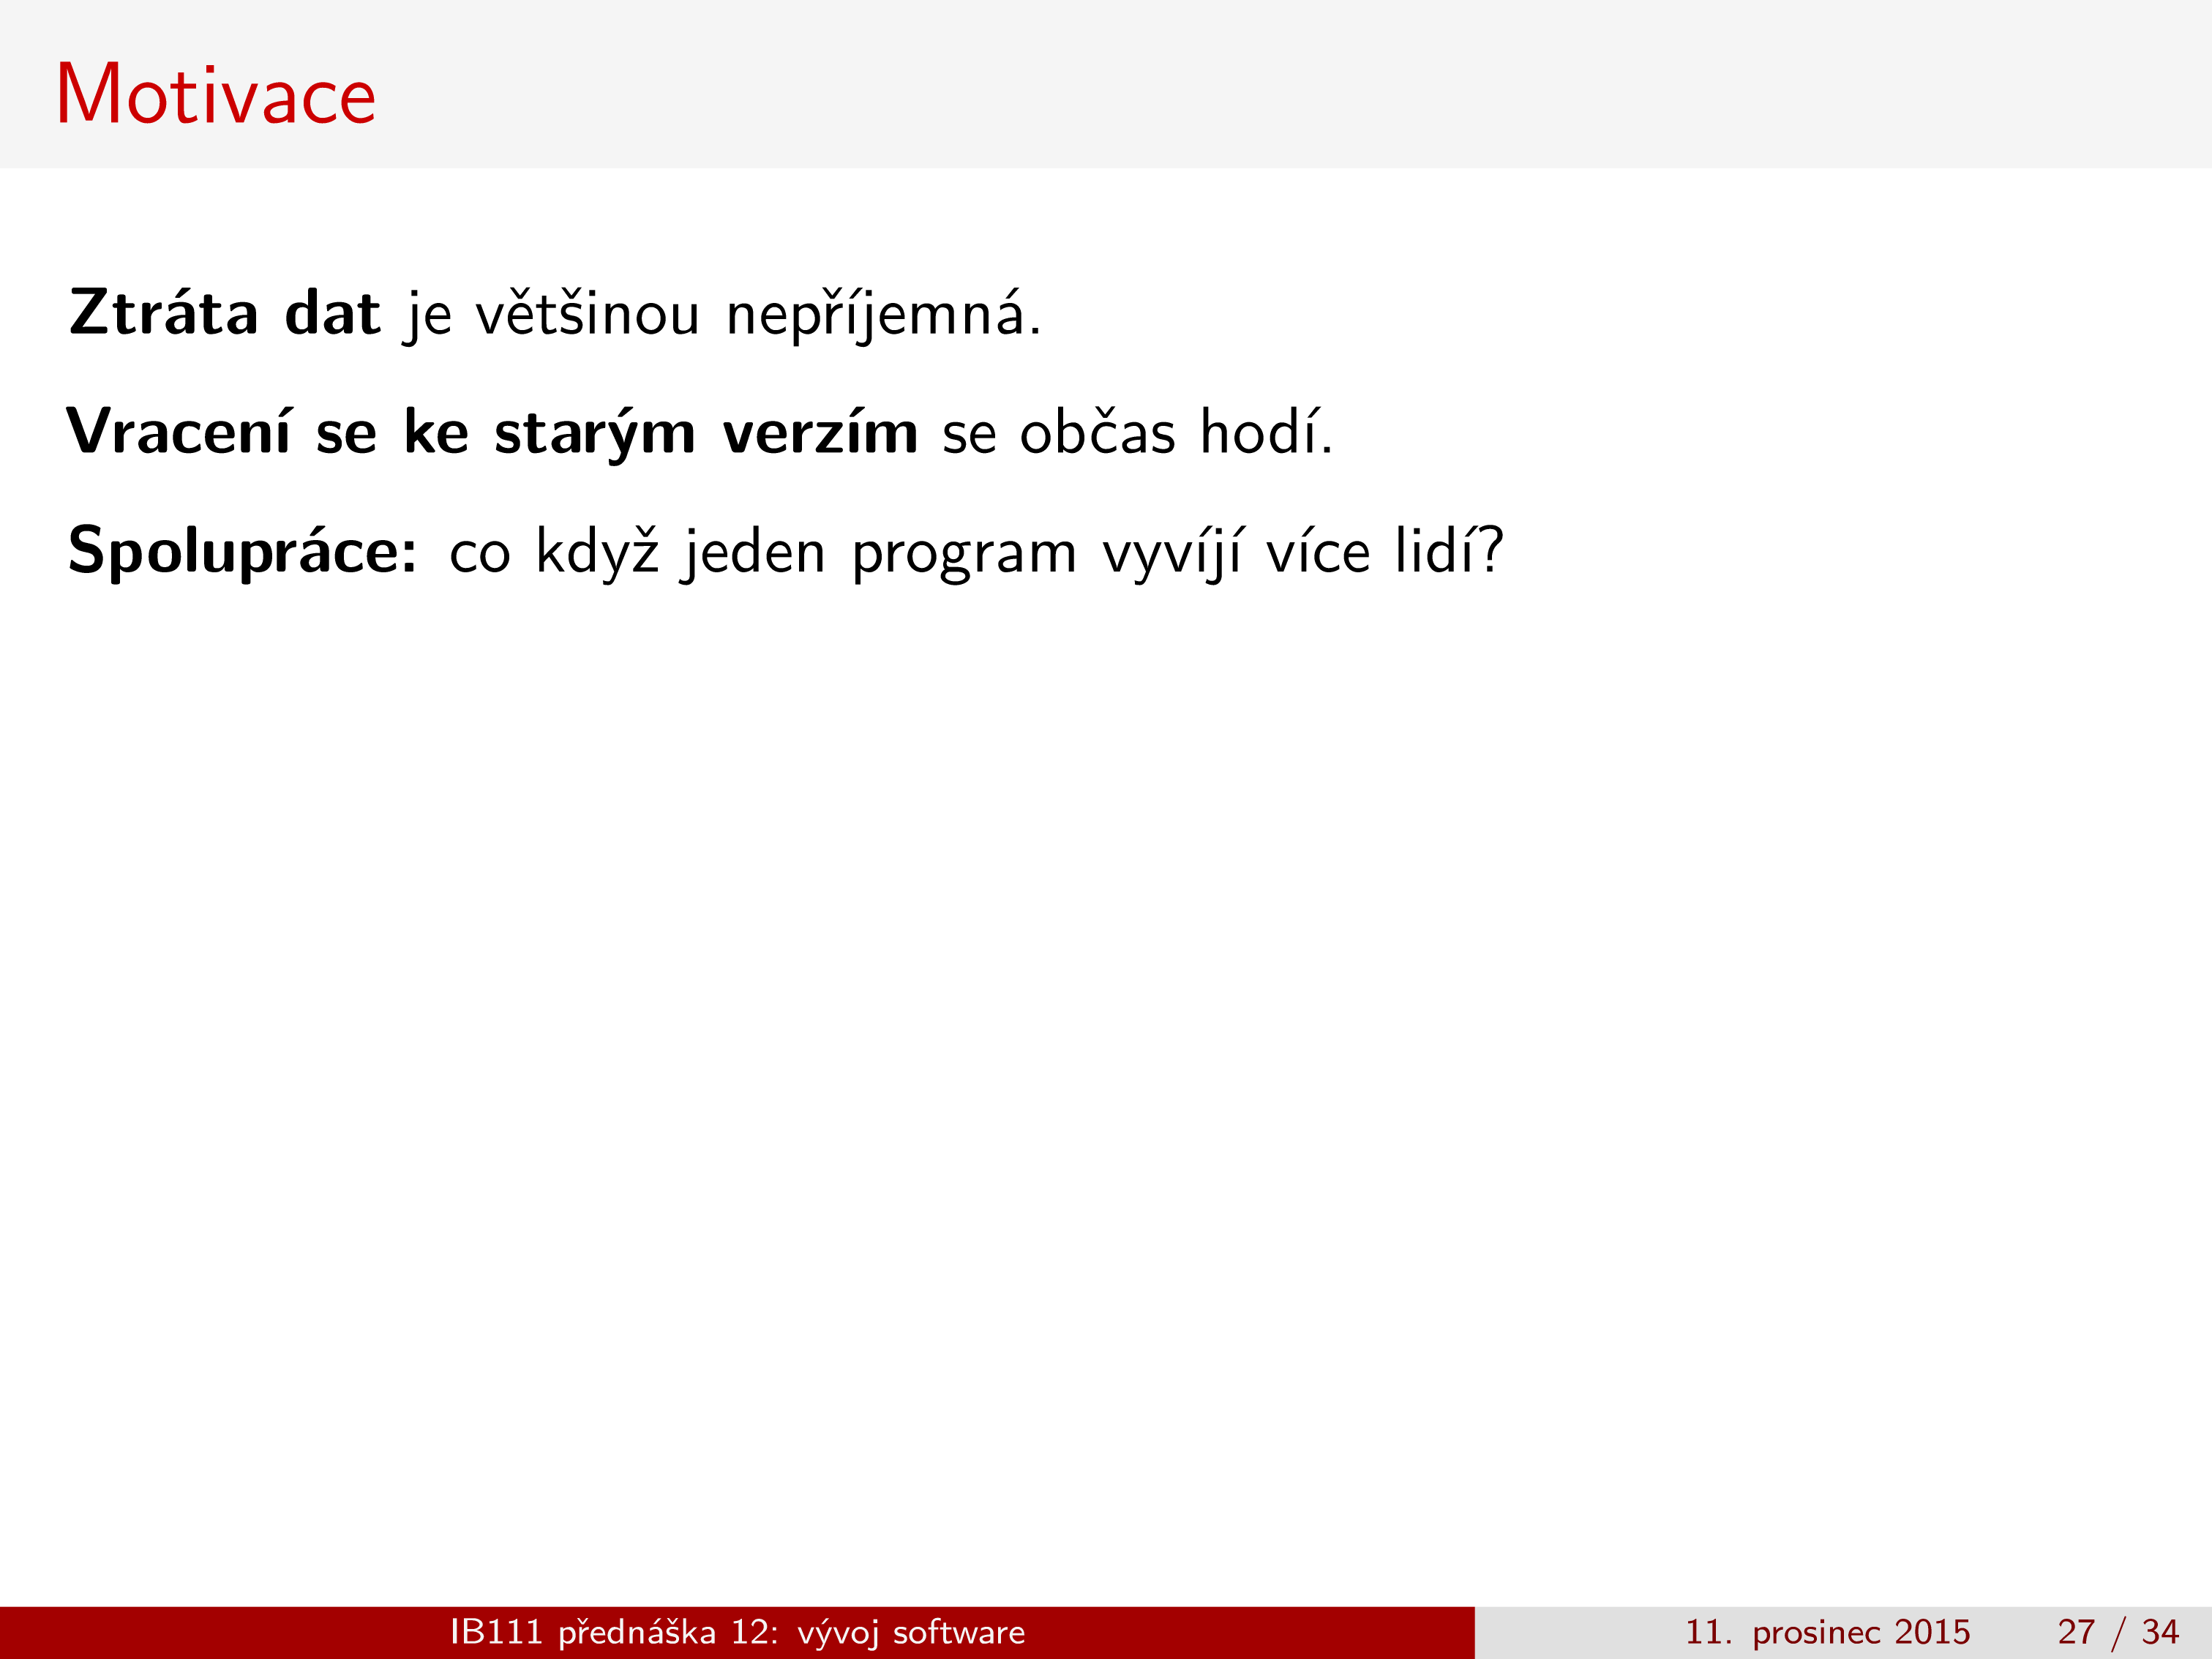 Motivace
Ztráta dat je většinou nepříjemná.
Vracení se ke starým verzím se občas hodí.
Spolupráce: co když jeden program vyvíjí více lidí?
IB111 přednáška 12: vývoj software
11. prosinec 2015 27 / 34